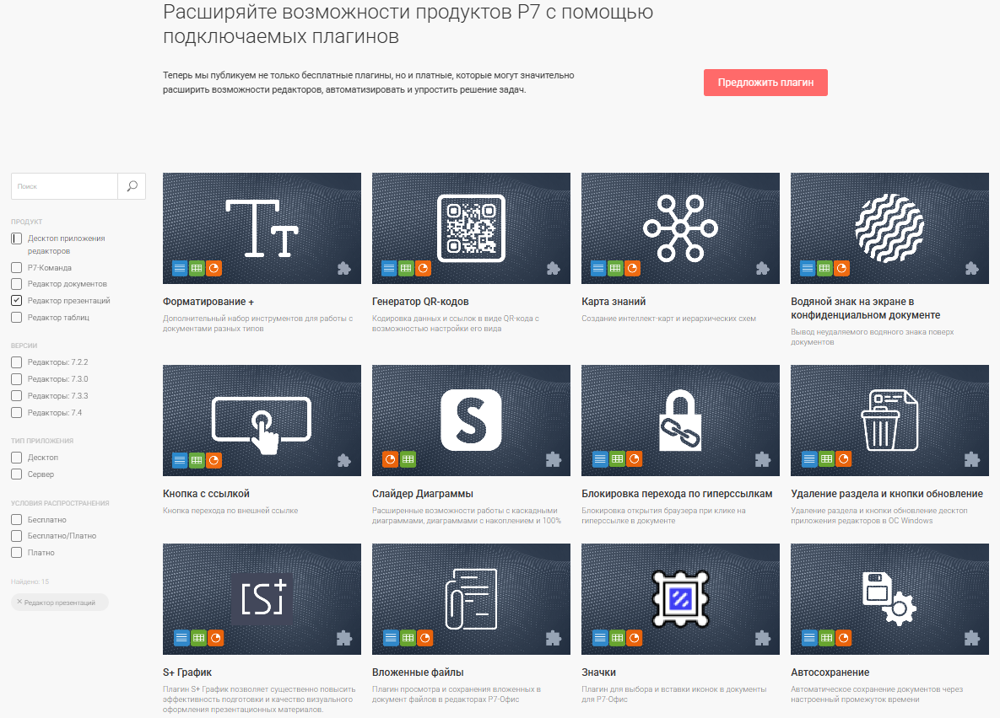 Расширяйте возможности продуктов Р7 с помощью
подключаемых плагинов
Теперь мы публикуем не только бесплатные плагины, но и платные, которые могут значительно
расширить возможности редакторов, автоматизировать и упростить решение задач.
Предложить плагин
Поиск
ПРОДУКТ
Десктоп приложения
редакторов
Р7-Команда
Редактор документов
Редактор презентаций
Редактор таблиц
ВЕРСИИ
Редакторы: 7.2.2
Редакторы: 7.3.0
Редакторы: 7.3.3
Редакторы: 7.4
ТИП ПРИЛОЖЕНИЯ
Десктоп
Сервер
УСЛОВИЯ РАСПРОСТРАНЕНИЯ
Бесплатно
Бесплатно/Платно
Платно
Найдено: 15
× Редактор презентаций
Tт
Форматирование +
Дополнительный набор инструментов для работы с
документами разных типов
Генератор QR-кодов
Кодировка данных и ссылок в виде QR-кода с
возможностью настройки его вида
Карта знаний
Создание интеллект-карт и иерархических схем
Водяной знак на экране в
конфиденциальном документе
Вывод неудаляемого водяного знака поверх
документов
Кнопка с ссылкой
Кнопка перехода по внешней ссылке
S
Слайдер Диаграммы
Расширенные возможности работы с каскадными
диаграммами, диаграммами с накоплением и 100%
Блокировка перехода по гиперссылкам
Блокировка открытия браузера при клике на
гиперссылке в документе
Удаление раздела и кнопки обновление
Удаление раздела и кнопки обновление десктоп
приложения редакторов в ОС Windows
[S+]
S+ График
Плагин S+ График позволяет существенно повысить
эффективность подготовки и качество визуального
оформления презентационных материалов.
Вложенные файлы
Плагин просмотра и сохранения вложенных в
документ файлов в редакторах Р7-Офис
Значки
Плагин для выбора и вставки иконок в документы
для Р7-Офис
Автосохранение
Автоматическое сохранение документов через
настроенный промежуток времени